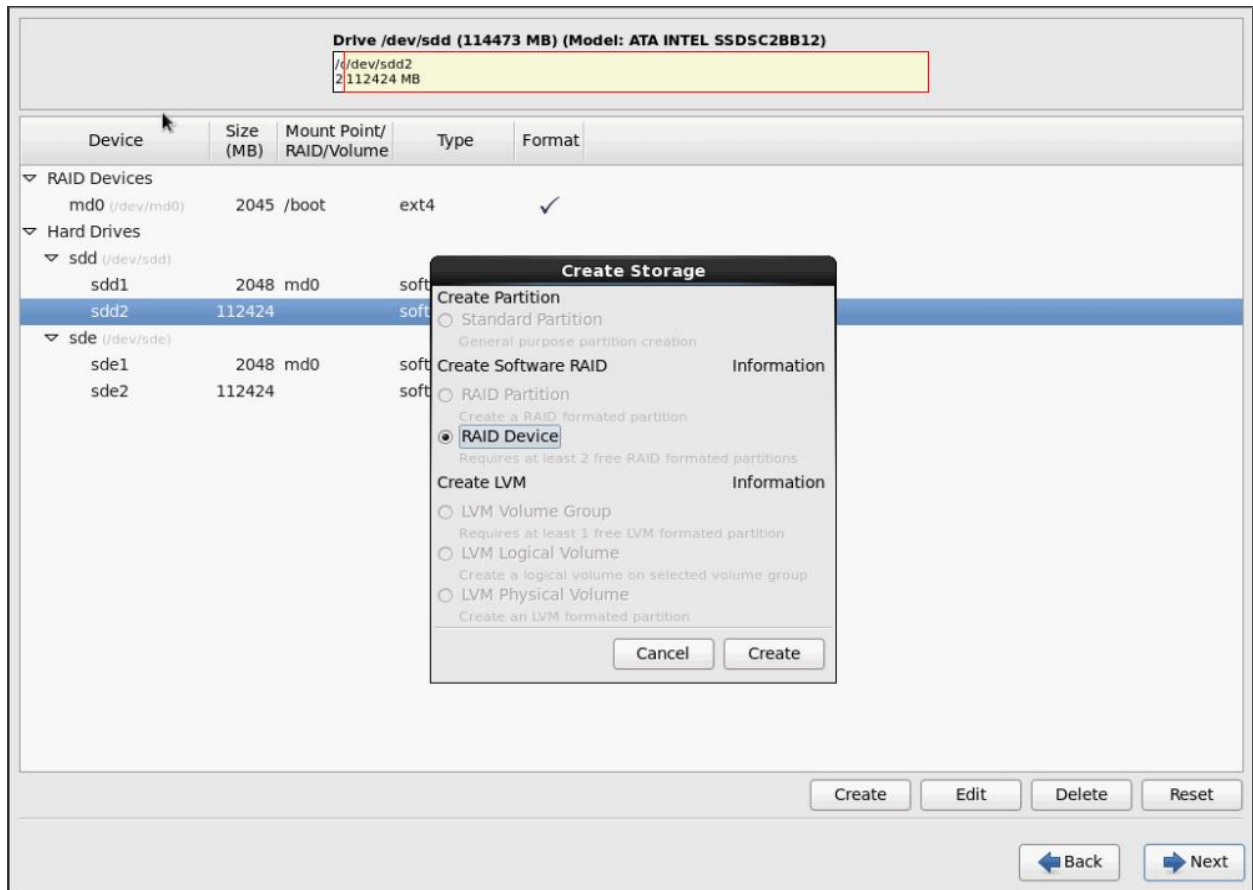 Drive /dev/sdd (114473 MB) (Model: ATA INTEL SSDSC2BB12)
/dev/sdd2
112424 MB
Device Size (MB) Mount Point/ RAID/Volume Type Format
RAID Devices
md0 (/dev/md0) 2045 /boot ext4
Hard Drives
sdd (/dev/sdd)
sdd1 2048 md0 soft
sdd2 112424 soft
sde (/dev/sde)
sde1 2048 md0 soft
sde2 112424 soft
Create Storage
Create Partition
Standard Partition
General purpose partition creation
Create Software RAID Information
RAID Partition
Create a RAID formated partition
RAID Device
Requires at least 2 free RAID formated partitions
Create LVM Information
LVM Volume Group
Requires at least 1 free LVM formated partition
LVM Logical Volume
Create a logical volume on selected volume group
LVM Physical Volume
Create an LVM formated partition
Cancel Create
Create Edit Delete Reset
Back Next